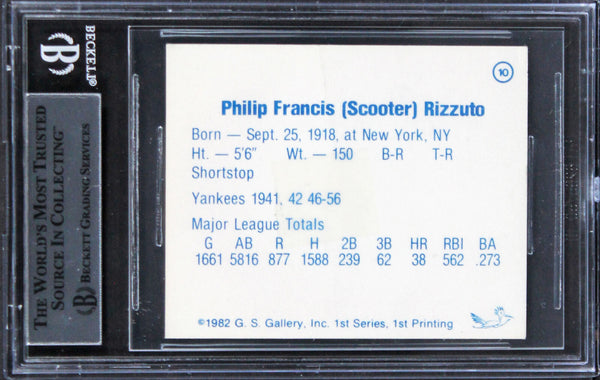 BECKETT®
B
THE WORLD'S MOST TRUSTED
SOURCE IN COLLECTING™
B BECKETT GRADING SERVICES
10
Philip Francis (Scooter) Rizzuto
Born — Sept. 25, 1918, at New York, NY
Ht. — 5'6" Wt. — 150 B-R T-R
Shortstop
Yankees 1941, 42 46-56
Major League Totals
G AB R H 2B 3B HR RBI BA
1661 5816 877 1588 239 62 38 562 .273
©1982 G. S. Gallery, Inc. 1st Series, 1st Printing